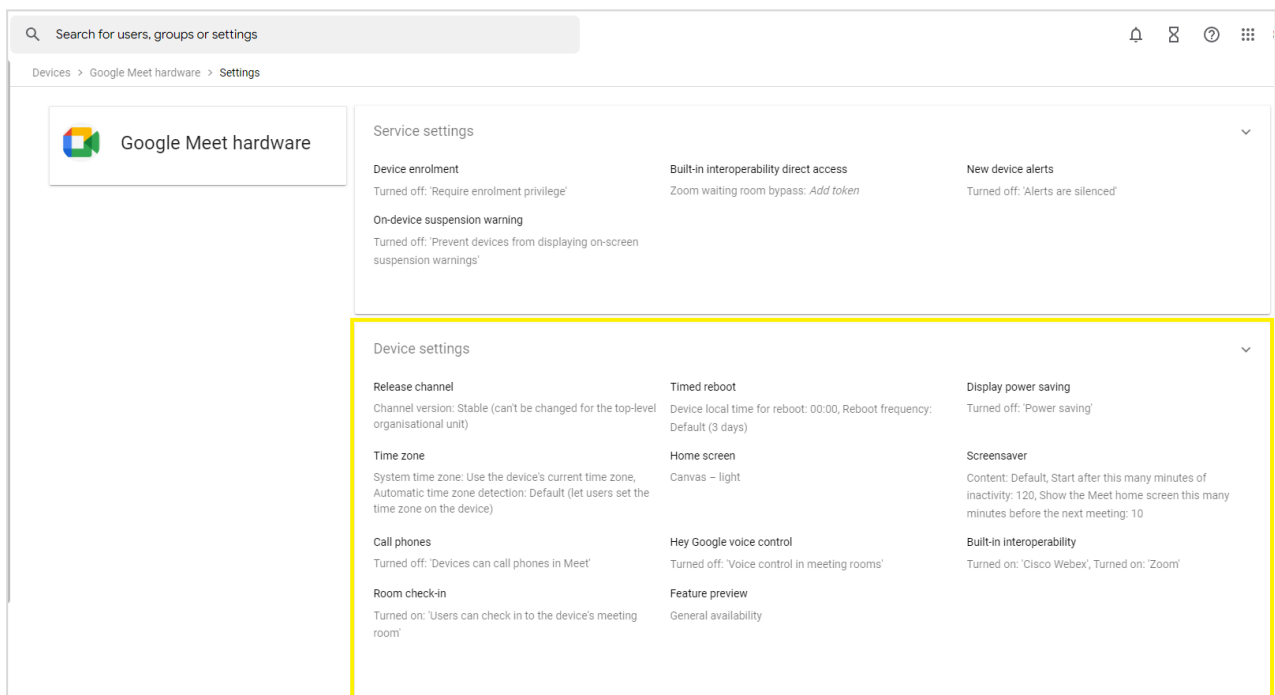 Search for users, groups or settings
Devices > Google Meet hardware > Settings
Google Meet hardware
Service settings
Device enrolment
Turned off: 'Require enrolment privilege'
Built-in interoperability direct access
Zoom waiting room bypass: Add token
New device alerts
Turned off: 'Alerts are silenced'
On-device suspension warning
Turned off: 'Prevent devices from displaying on-screen
suspension warnings'
Device settings
Release channel
Channel version: Stable (can't be changed for the top-level
organisational unit)
Timed reboot
Device local time for reboot: 00:00, Reboot frequency:
Default (3 days)
Display power saving
Turned off: 'Power saving'
Time zone
System time zone: Use the device's current time zone,
Automatic time zone detection: Default (let users set the
time zone on the device)
Home screen
Canvas – light
Screensaver
Content: Default, Start after this many minutes of
inactivity: 120, Show the Meet home screen this many
minutes before the next meeting: 10
Call phones
Turned off: 'Devices can call phones in Meet'
Hey Google voice control
Turned off: 'Voice control in meeting rooms'
Built-in interoperability
Turned on: 'Cisco Webex', Turned on: 'Zoom'
Room check-in
Turned on: 'Users can check in to the device's meeting
room'
Feature preview
General availability